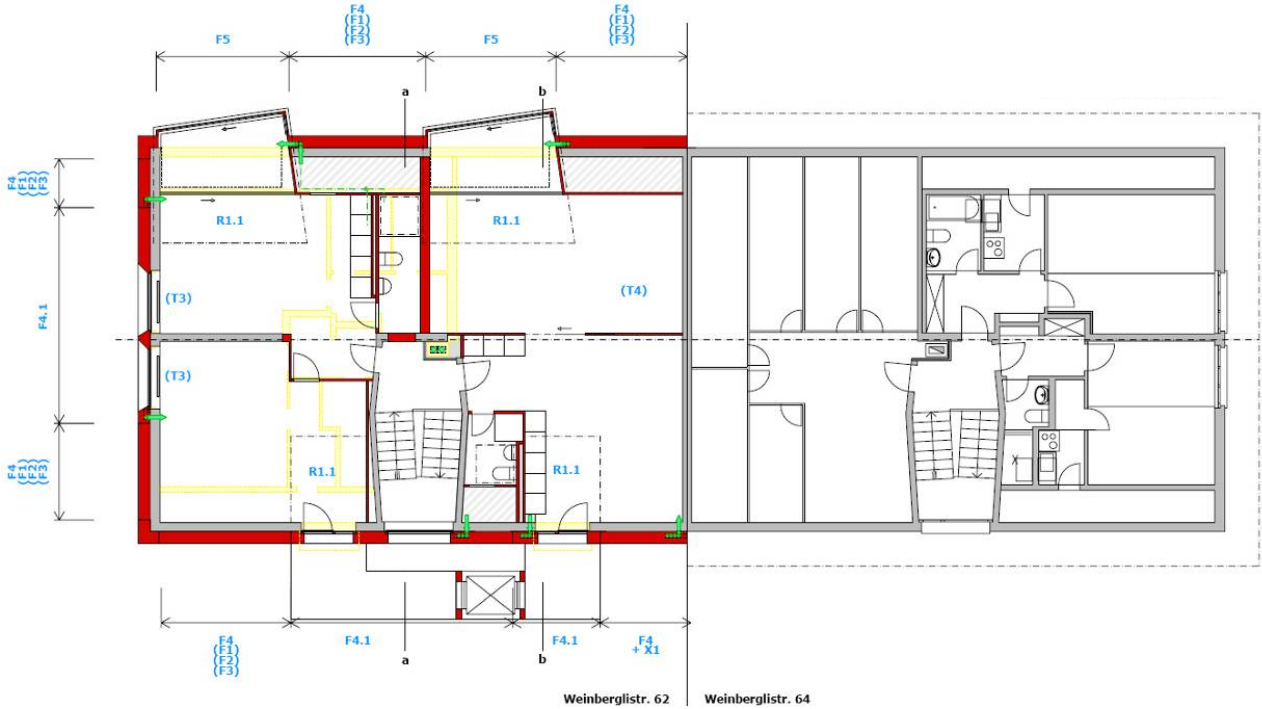 F5
F4
(F1)
(F2)
(F3)
F5
F4
(F1)
(F2)
(F3)
a
b
F4
(F1)
(F2)
(F3)
R1.1
R1.1
(T3)
(T4)
F4.1
(T3)
F4
(F1)
(F2)
(F3)
R1.1
R1.1
F4
(F1)
(F2)
(F3)
F4.1
F4.1
F4
+ X1
a
b
Weinberglistr. 62
Weinberglistr. 64